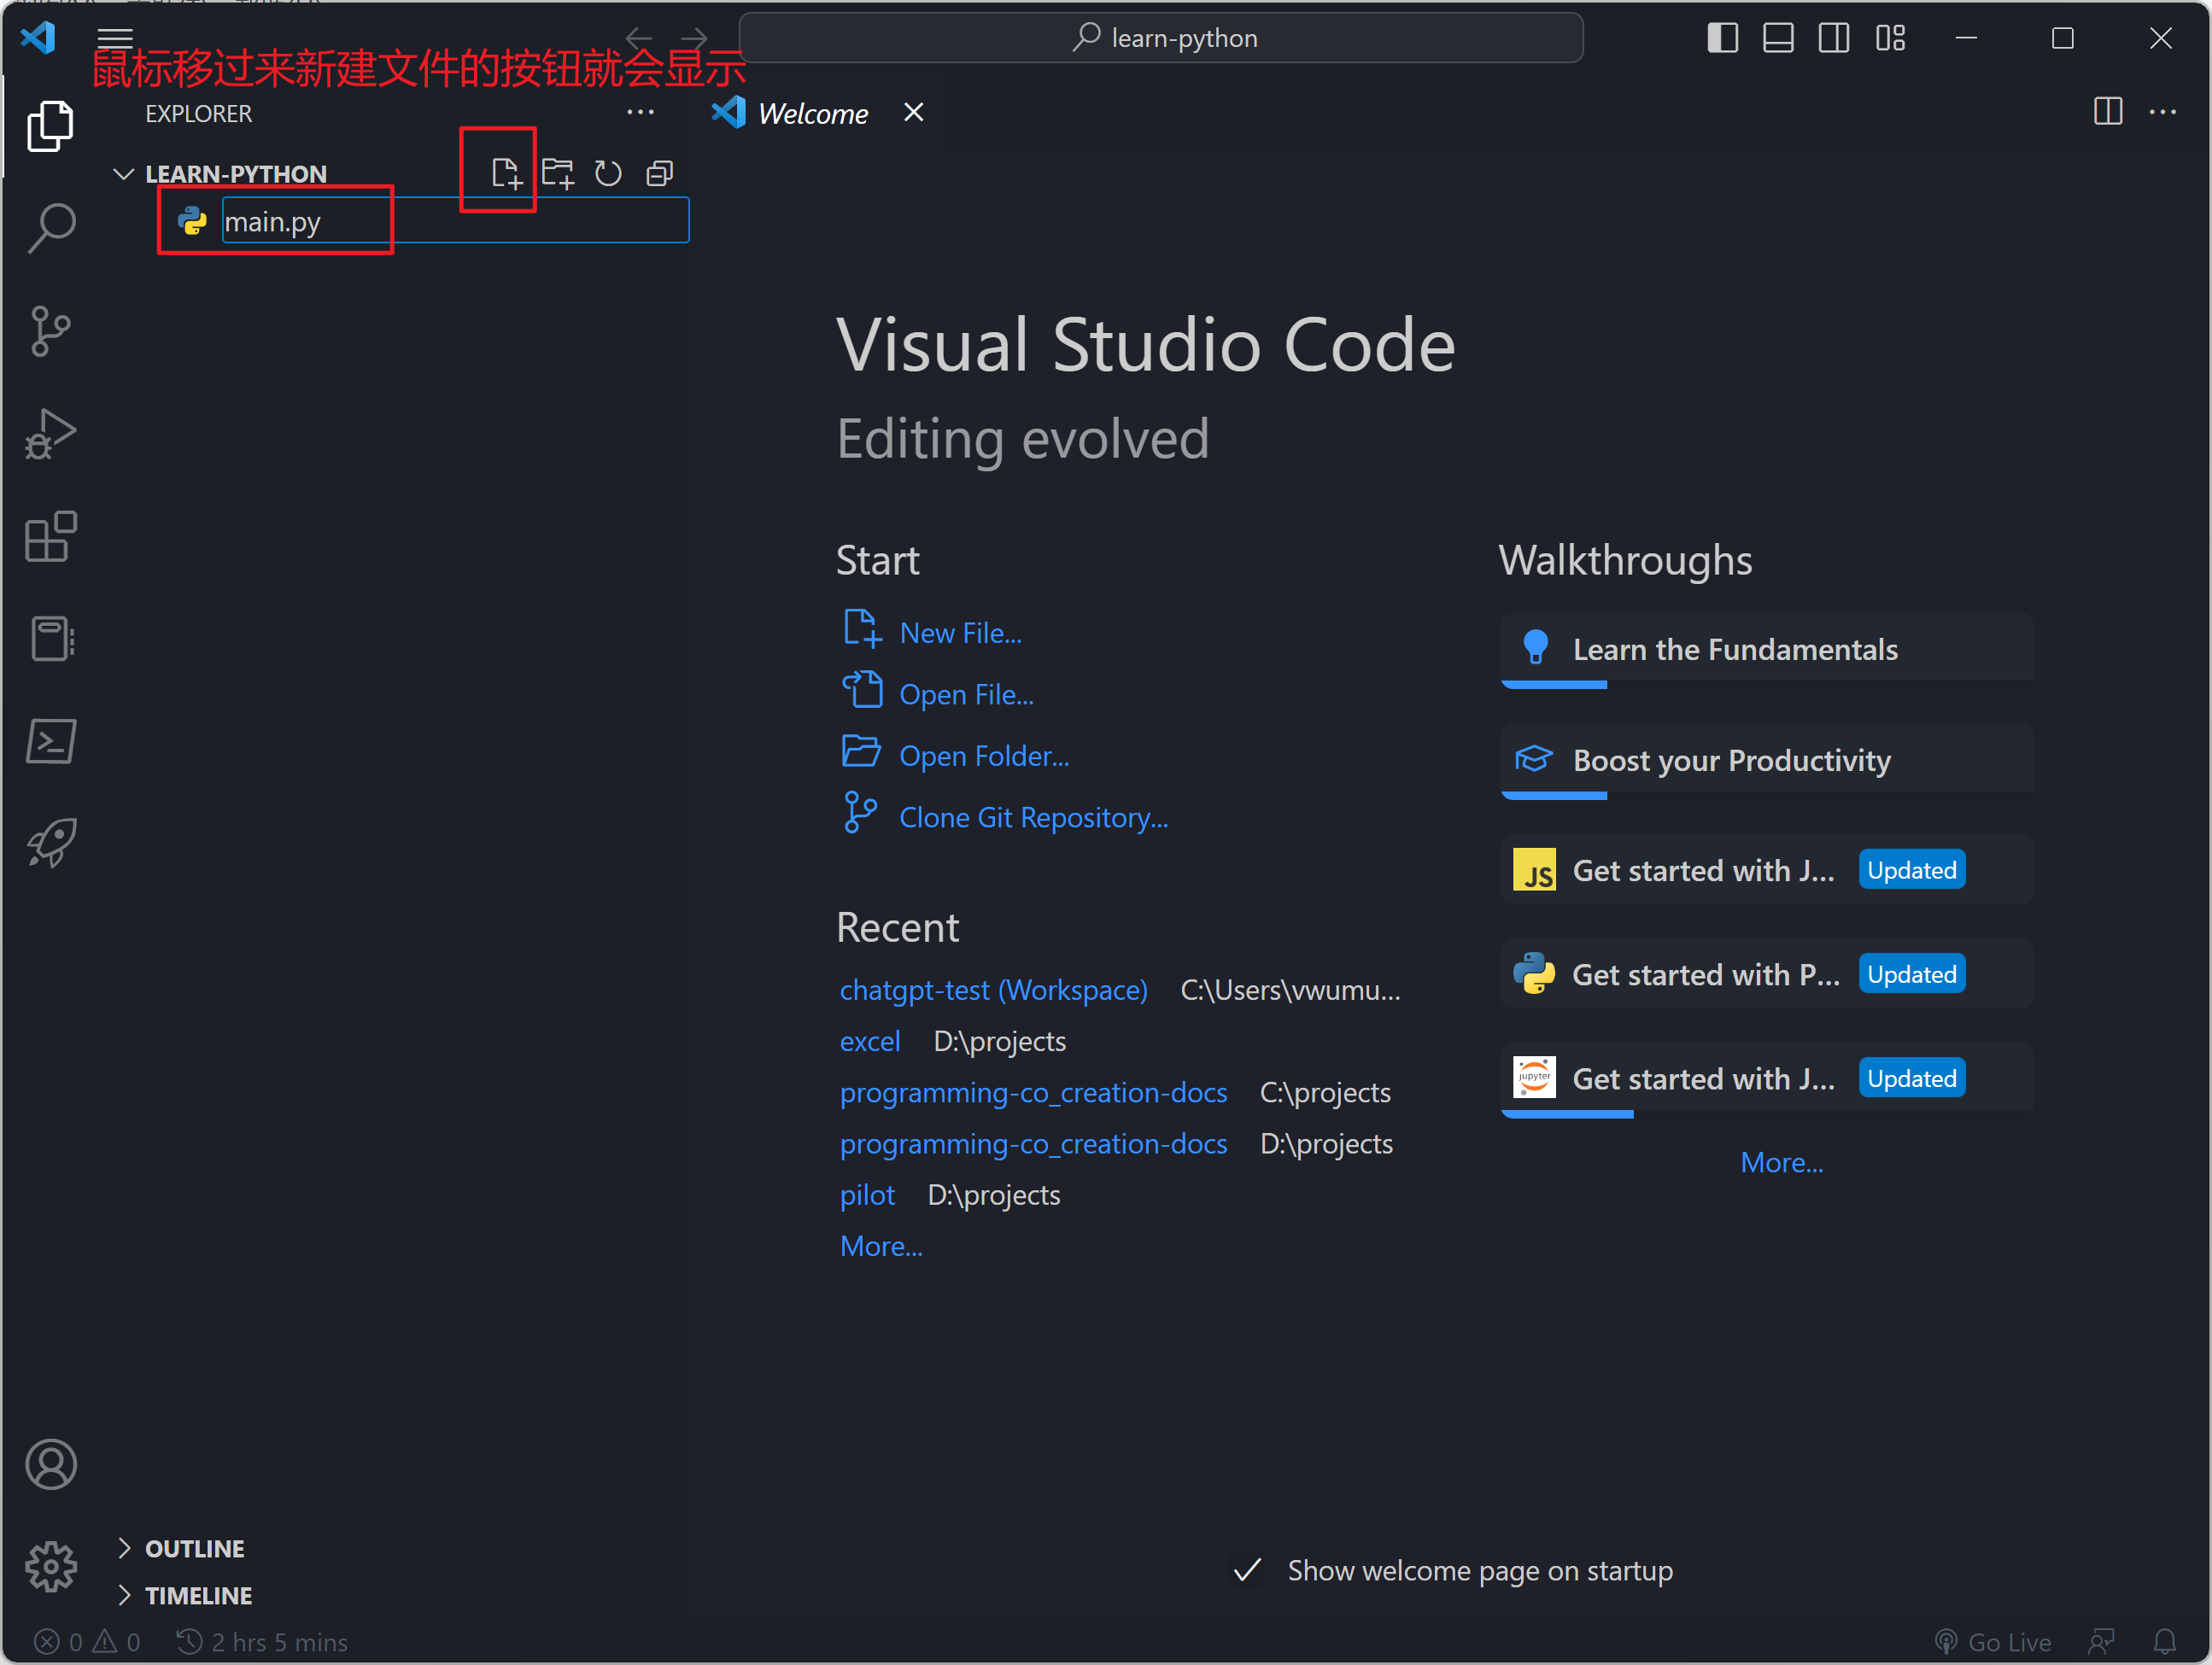 learn-python
鼠标移过来新建文件的按钮就会显示
EXPLORER
Welcome
LEARN-PYTHON
main.py
Visual Studio Code
Editing evolved
Start
New File...
Open File...
Open Folder...
Clone Git Repository...
Recent
chatgpt-test (Workspace) C:\Users\vwumu...
excel D:\projects
programming-co_creation-docs C:\projects
programming-co_creation-docs D:\projects
pilot D:\projects
More...
Walkthroughs
Learn the Fundamentals
Boost your Productivity
JS Get started with J... Updated
Get started with P... Updated
jupyter Get started with J... Updated
More...
Show welcome page on startup
OUTLINE
TIMELINE
0 0 2 hrs 5 mins
Go Live